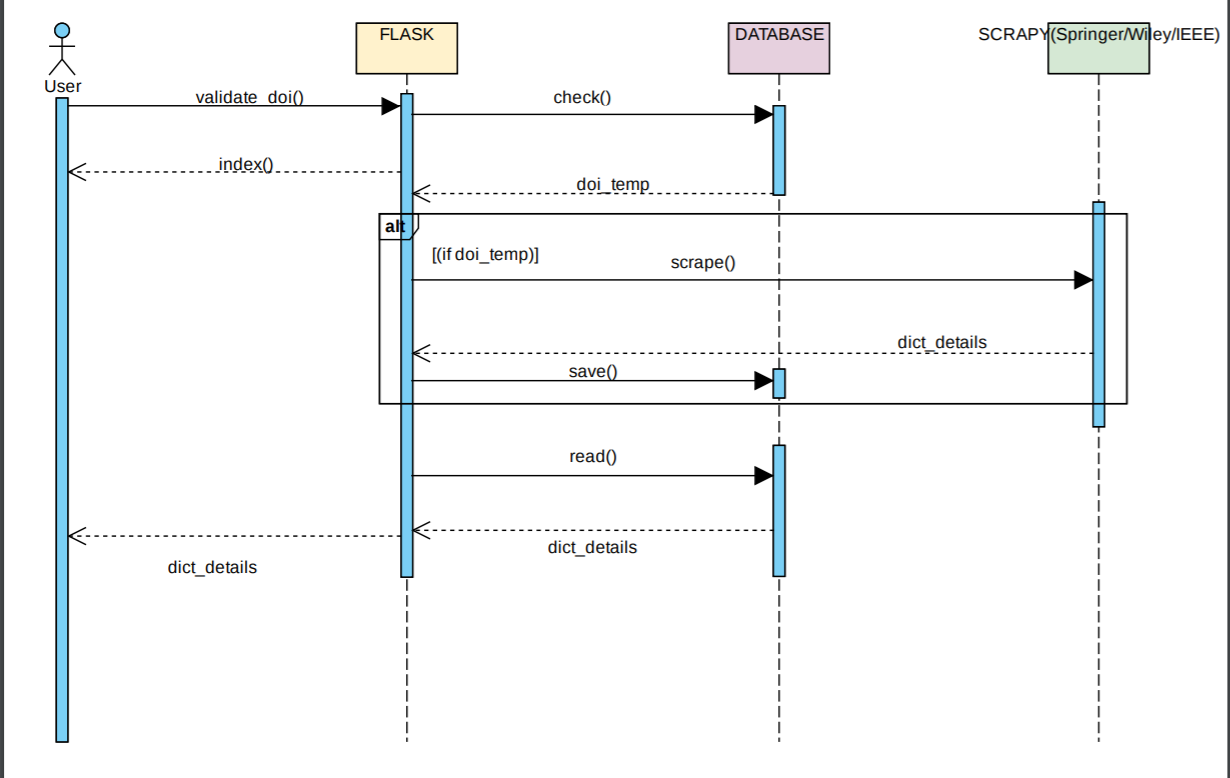 FLASK
DATABASE
SCRAPY(Springer/Wiley/IEEE)
User
validate_doi()
check()
index()
doi_temp
alt
[(if doi_temp)]
scrape()
dict_details
save()
read()
dict_details
dict_details